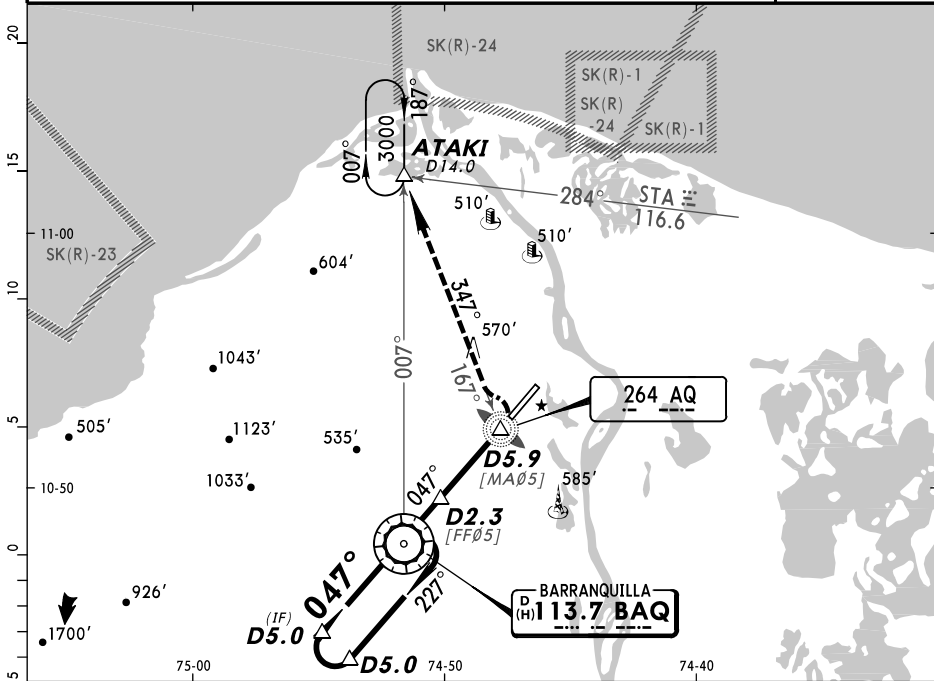 20
SK(R)-24
SK(R)-1
SK(R)
-24
SK(R)-1
187°
3000
007°
ATAKI
D14.0
15
284°
STA
116.6
510'
510'
11-00
SK(R)-23
604'
10
347°
570'
007°
167°
1043'
264 AQ
505'
5
1123'
535'
D5.9
[MAØ5]
1033'
585'
10-50
047°
D2.3
[FFØ5]
0
047°
227°
BARRANQUILLA
D
(H)
113.7 BAQ
926'
1700'
(IF)
D5.0
D5.0
5
75-00
74-50
74-40